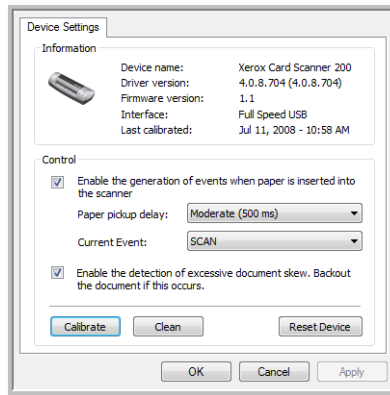 Device Settings
Information
Device name: Xerox Card Scanner 200
Driver version: 4.0.8.704 (4.0.8.704)
Firmware version: 1.1
Interface: Full Speed USB
Last calibrated: Jul 11, 2008 - 10:58 AM
Control
Enable the generation of events when paper is inserted into
the scanner
Paper pickup delay: Moderate (500 ms)
Current Event: SCAN
Enable the detection of excessive document skew. Backout
the document if this occurs.
Calibrate Clean Reset Device
OK Cancel Apply